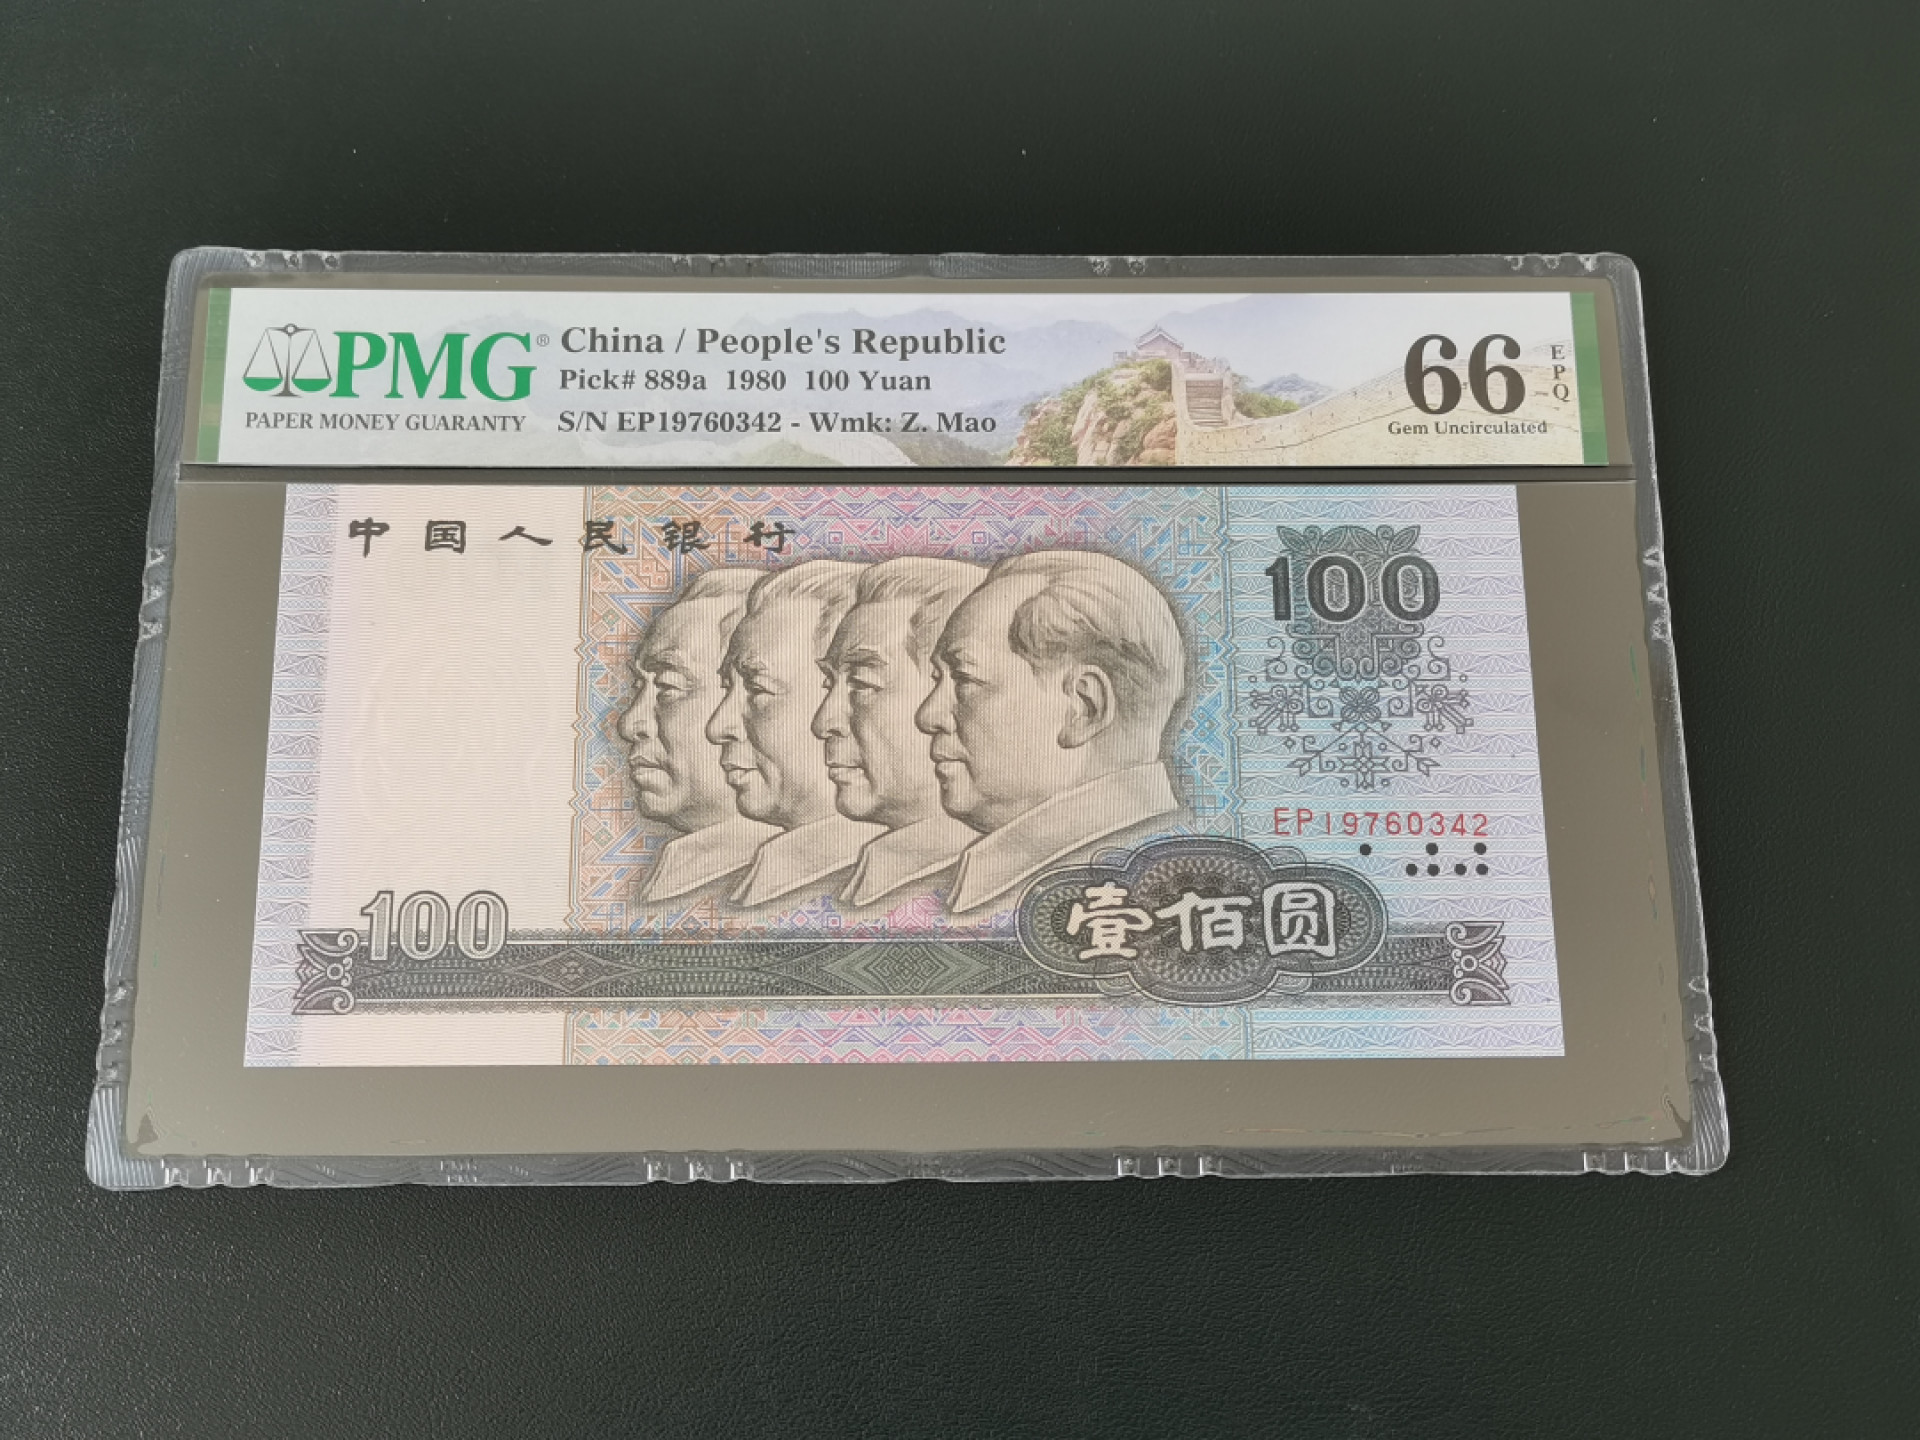 PMG®
PAPER MONEY GUARANTY
China / People's Republic
Pick# 889a 1980 100 Yuan
S/N EP19760342 - Wmk: Z. Mao
66
EPQ
Gem Uncirculated
中国人民银行
100
EP19760342
100
壹佰圆